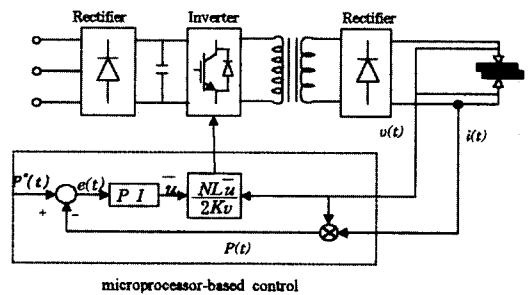 Rectifier
Inverter
Rectifier
v(t)
i(t)
P*(t)
e(t)
P I
u̅
NLu̅
2Kv
+
−
P(t)
microprocessor-based control